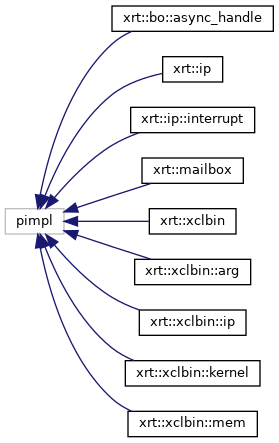 xrt::bo::async_handle
xrt::ip
xrt::ip::interrupt
xrt::mailbox
pimpl
xrt::xclbin
xrt::xclbin::arg
xrt::xclbin::ip
xrt::xclbin::kernel
xrt::xclbin::mem